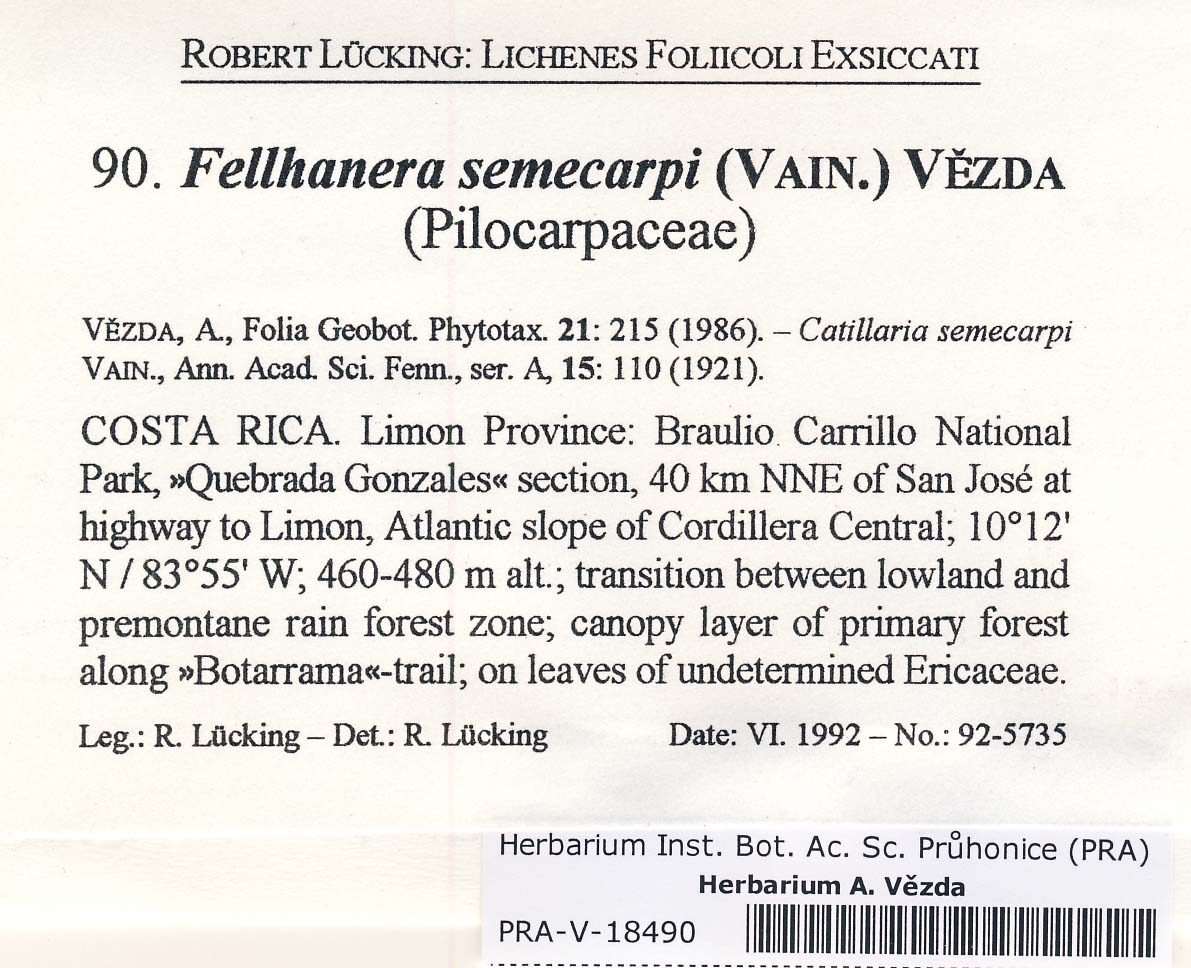 ROBERT LÜCKING: LICHENES FOLIICOLI EXSICCATI
90. Fellhanera semecarpi (VAIN.) VĚZDA
(Pilocarpaceae)
VĚZDA, A., Folia Geobot. Phytotax. 21: 215 (1986). – Catillaria semecarpi
VAIN., Ann. Acad. Sci. Fenn., ser. A, 15: 110 (1921).
COSTA RICA. Limon Province: Braulio Carrillo National
Park, »Quebrada Gonzales« section, 40 km NNE of San José at
highway to Limon, Atlantic slope of Cordillera Central; 10°12'
N / 83°55' W; 460-480 m alt.; transition between lowland and
premontane rain forest zone; canopy layer of primary forest
along »Botarrama«-trail; on leaves of undetermined Ericaceae.
Leg.: R. Lücking – Det.: R. Lücking Date: VI. 1992 – No.: 92-5735
Herbarium Inst. Bot. Ac. Sc. Průhonice (PRA)
Herbarium A. Vězda
PRA-V-18490